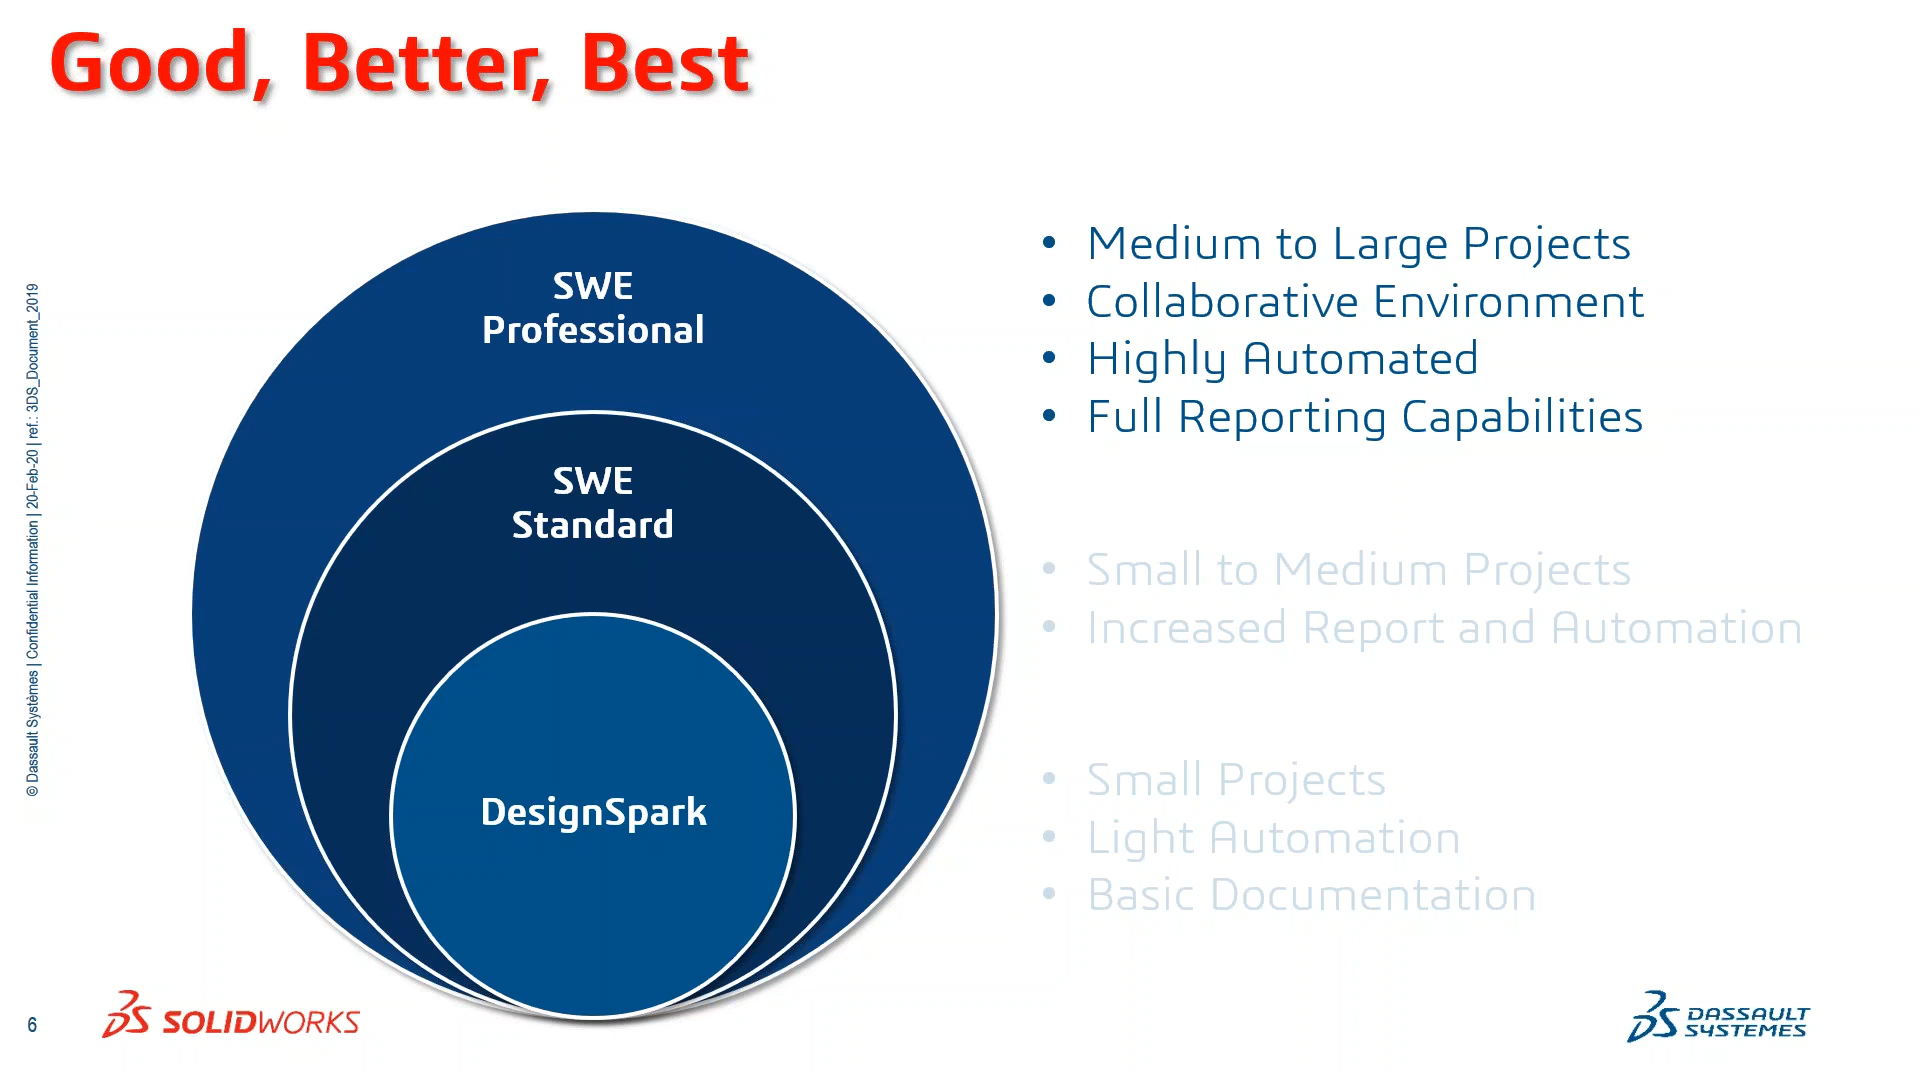 Good, Better, Best
SWE
Professional
SWE
Standard
DesignSpark
• Medium to Large Projects
• Collaborative Environment
• Highly Automated
• Full Reporting Capabilities
• Small to Medium Projects
• Increased Report and Automation
• Small Projects
• Light Automation
• Basic Documentation
© Dassault Systèmes | Confidential Information | 20-Feb-20 | ref.: 3DS_Document_2019
6
SOLIDWORKS
DASSAULT
SYSTEMES